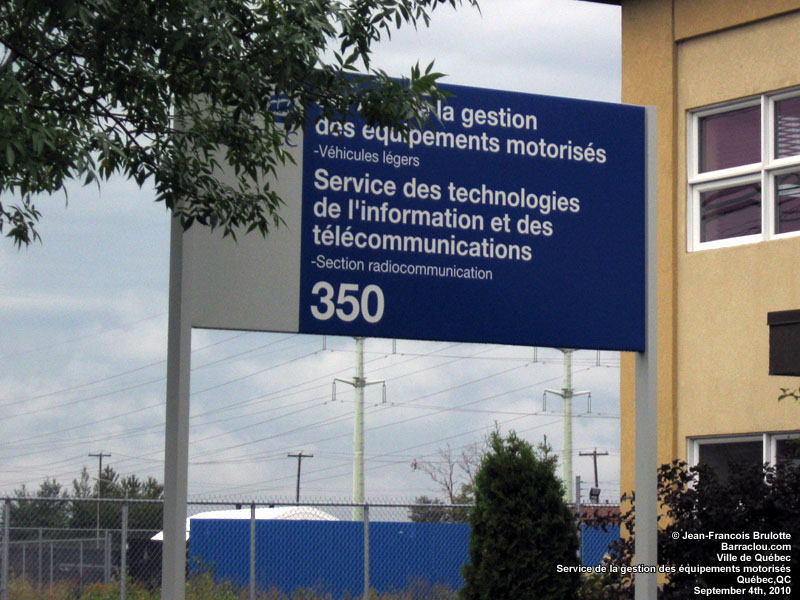 de la gestion
des équipements motorisés
-Véhicules légers
Service des technologies
de l'information et des
télécommunications
-Section radiocommunication
350
© Jean-Francois Brulotte
Barraclou.com
Ville de Québec
Service de la gestion des équipements motorisés
Québec,QC
September 4th, 2010